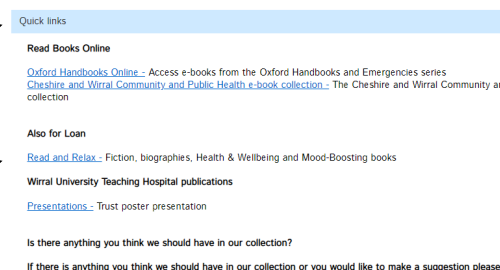 Quick links
Read Books Online
Oxford Handbooks Online - Access e-books from the Oxford Handbooks and Emergencies series
Cheshire and Wirral Community and Public Health e-book collection - The Cheshire and Wirral Community
collection
Also for Loan
Read and Relax - Fiction, biographies, Health & Wellbeing and Mood-Boosting books
Wirral University Teaching Hospital publications
Presentations - Trust poster presentation
Is there anything you think we should have in our collection?
If there is anything you think we should have in our collection or you would like to make a suggestion please